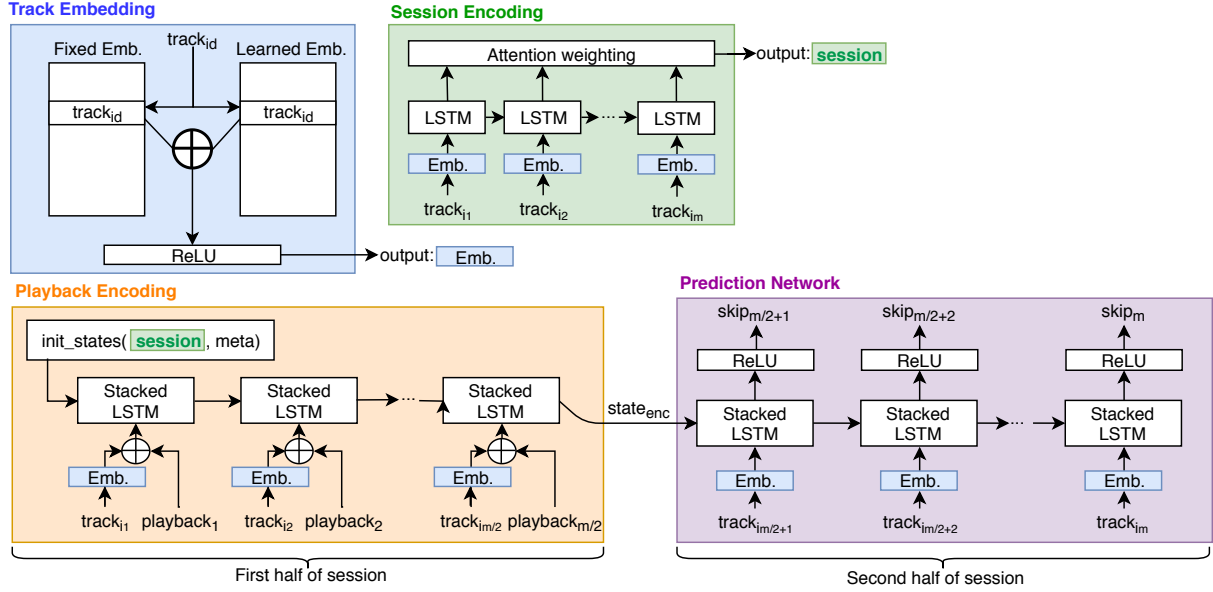 Track Embedding
Fixed Emb.
track_id
Learned Emb.
track_id
track_id
ReLU
output: Emb.
Session Encoding
Attention weighting
output: session
LSTM
LSTM
...
LSTM
Emb.
Emb.
Emb.
track_i1
track_i2
track_im
Playback Encoding
init_states( session , meta)
Stacked
LSTM
Stacked
LSTM
...
Stacked
LSTM
Emb.
Emb.
Emb.
track_i1
playback_1
track_i2
playback_2
track_im/2
playback_m/2
First half of session
state_enc
Prediction Network
skip_m/2+1
skip_m/2+2
skip_m
ReLU
ReLU
ReLU
Stacked
LSTM
Stacked
LSTM
...
Stacked
LSTM
Emb.
Emb.
Emb.
track_im/2+1
track_im/2+2
track_im
Second half of session